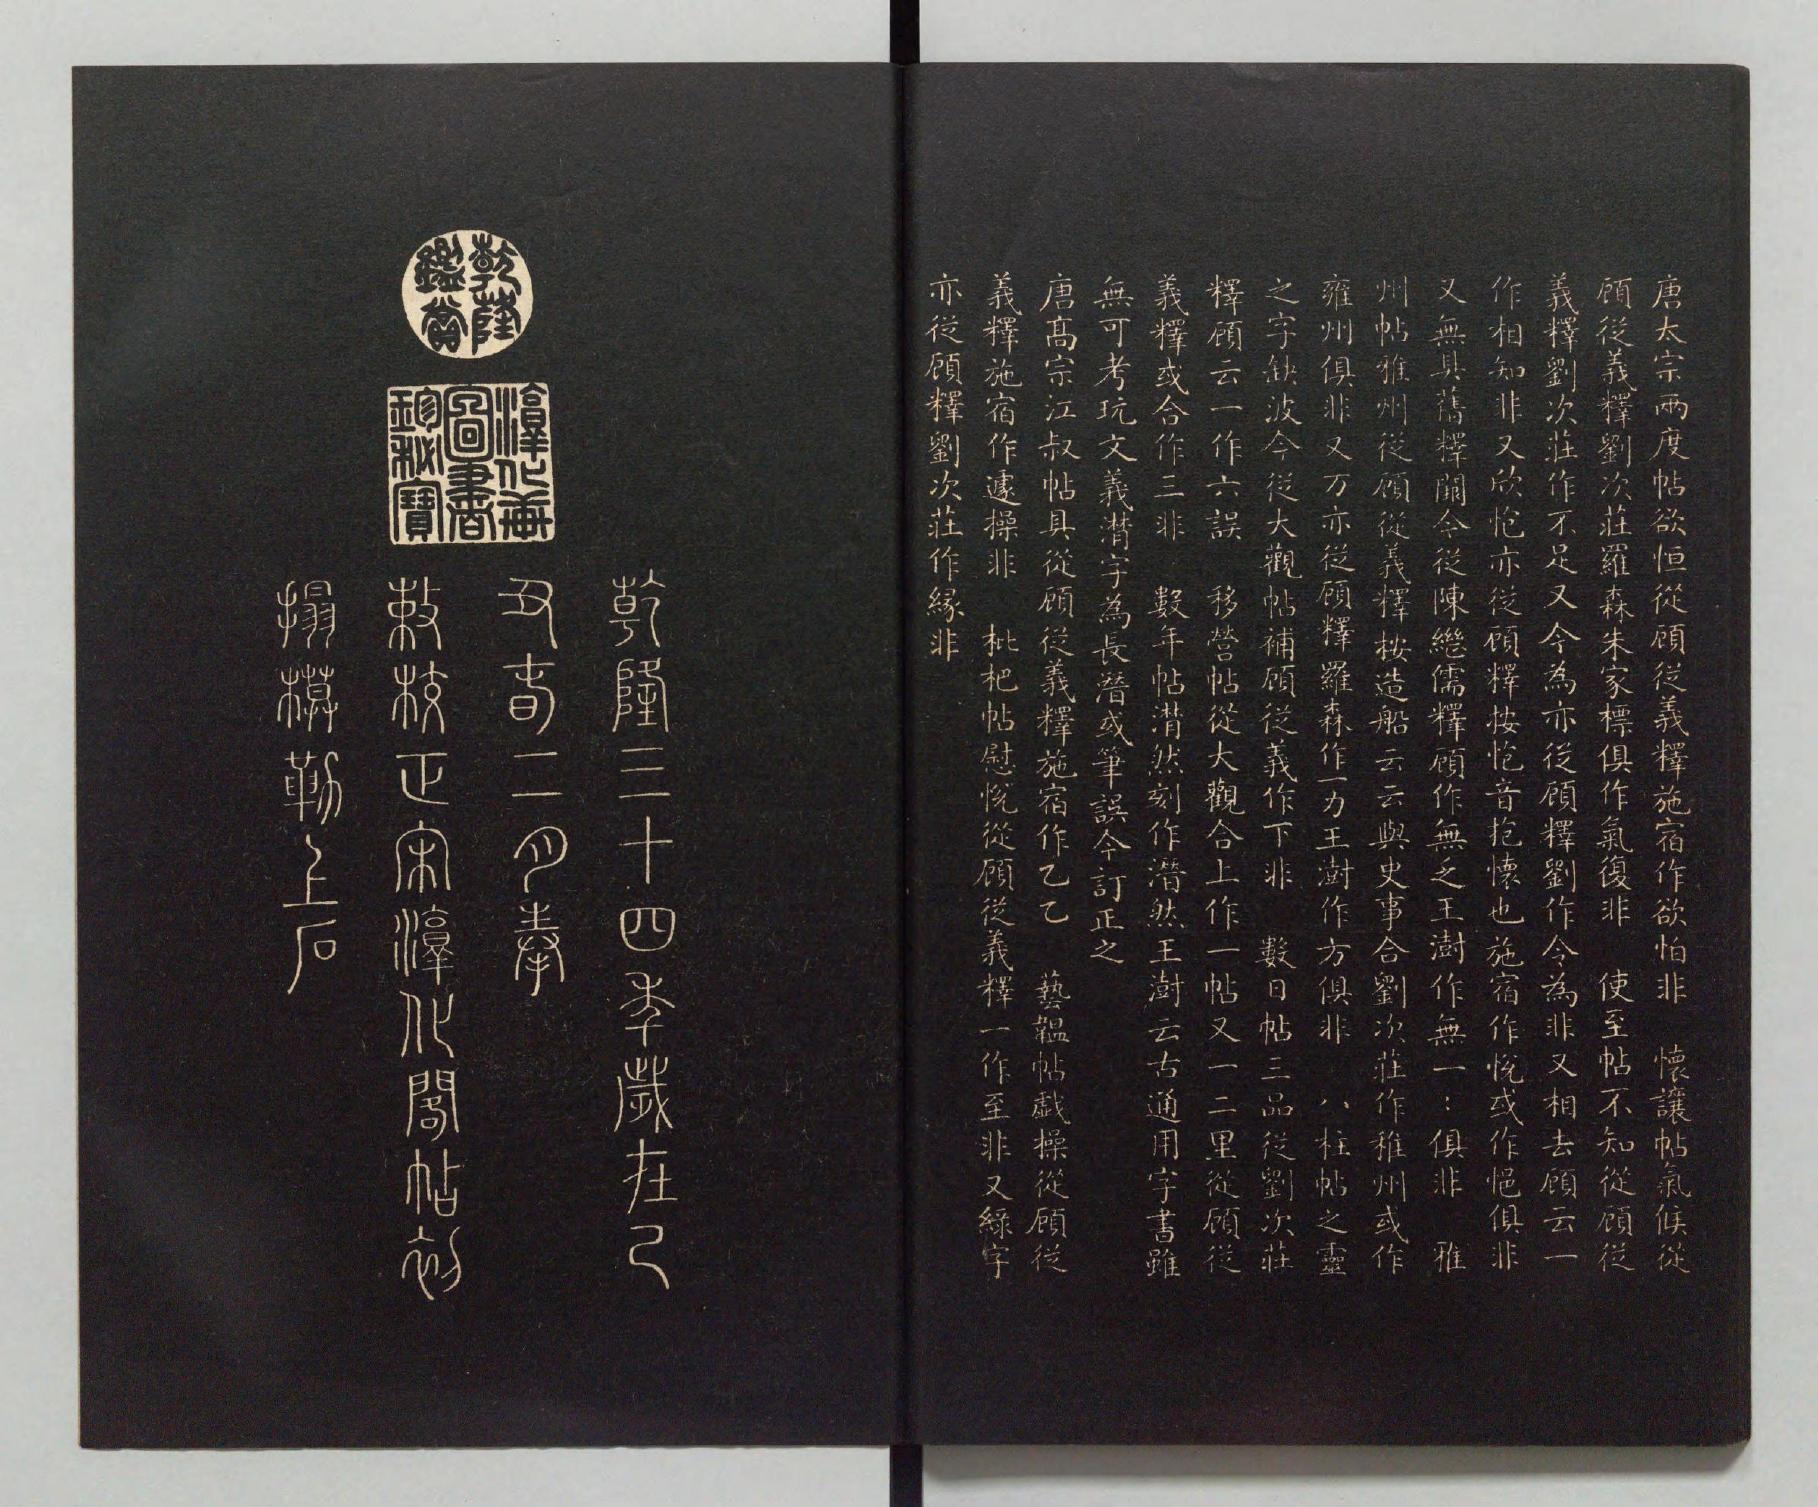 唐太宗兩度帖欲恒從顧從義釋施宿作欲怕非　懷讓帖氣候從
顧從義釋劉次莊羅森朱家標俱作氣復非　使至帖不知從顧從
義釋劉次莊作不足又今為亦從顧釋劉作令為非又相去顧云一
作相知非又欣怉亦從顧釋按怉音抱懷也施宿作悅或作悒俱非
又無具舊釋闕今從陳繼儒釋顧作無之王澍作無一：俱非　雅
州帖雅州從顧從義釋按造船云云與史事合劉次莊作稚州或作
雍州俱非又万亦從顧釋羅森作一力王澍作方俱非　八柱帖之靈
之字缺波今從大觀帖補顧從義作下非　數日帖三品從劉次莊
釋顧云一作六誤　移營帖從大觀合上作一帖又一二里從顧從
義釋或合作三非　數年帖潸然刻作潛然王澍云古通用字書雖
無可考玩文義潸字為長潛或筆誤今訂正之
唐高宗江叔帖具從顧從義釋施宿作乙乙　藝韞帖戲操從顧從
義釋施宿作遽操非　枇杷帖慰悅從顧從義釋一作至非又綠字
亦從顧釋劉次莊作緣非
乾隆鑑賞
淳化軒圖書珍秘寶
乾隆三十四年歲在己
丑春二月奉
敕校正宋淳化閣帖初
搨橅勒上石